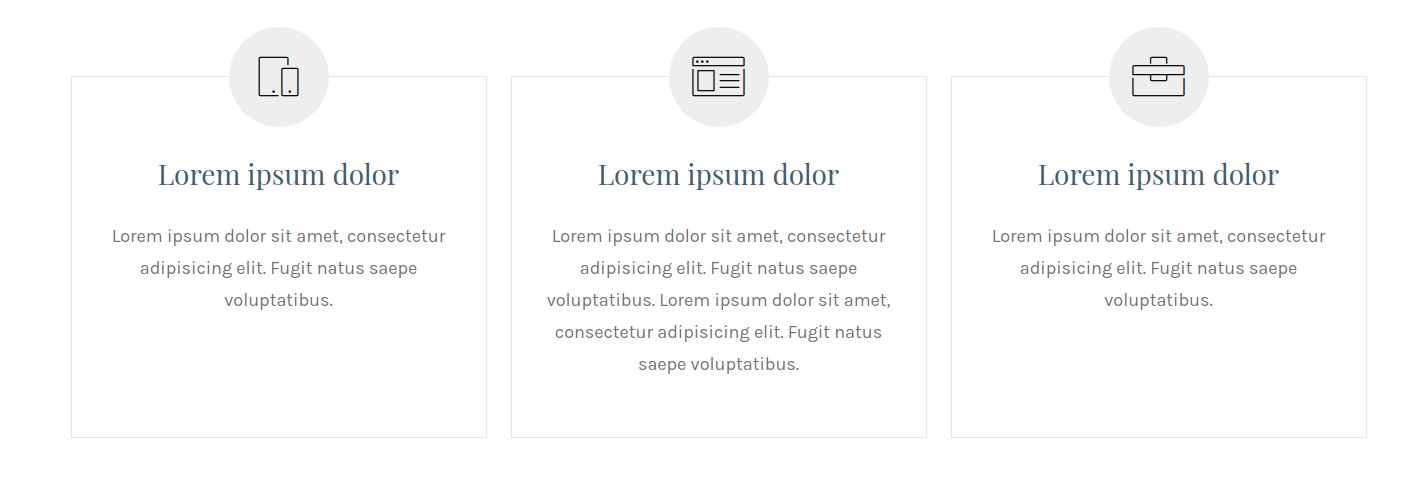 Lorem ipsum dolor
Lorem ipsum dolor sit amet, consectetur
adipisicing elit. Fugit natus saepe
voluptatibus.
Lorem ipsum dolor
Lorem ipsum dolor sit amet, consectetur
adipisicing elit. Fugit natus saepe
voluptatibus. Lorem ipsum dolor sit amet,
consectetur adipisicing elit. Fugit natus
saepe voluptatibus.
Lorem ipsum dolor
Lorem ipsum dolor sit amet, consectetur
adipisicing elit. Fugit natus saepe
voluptatibus.